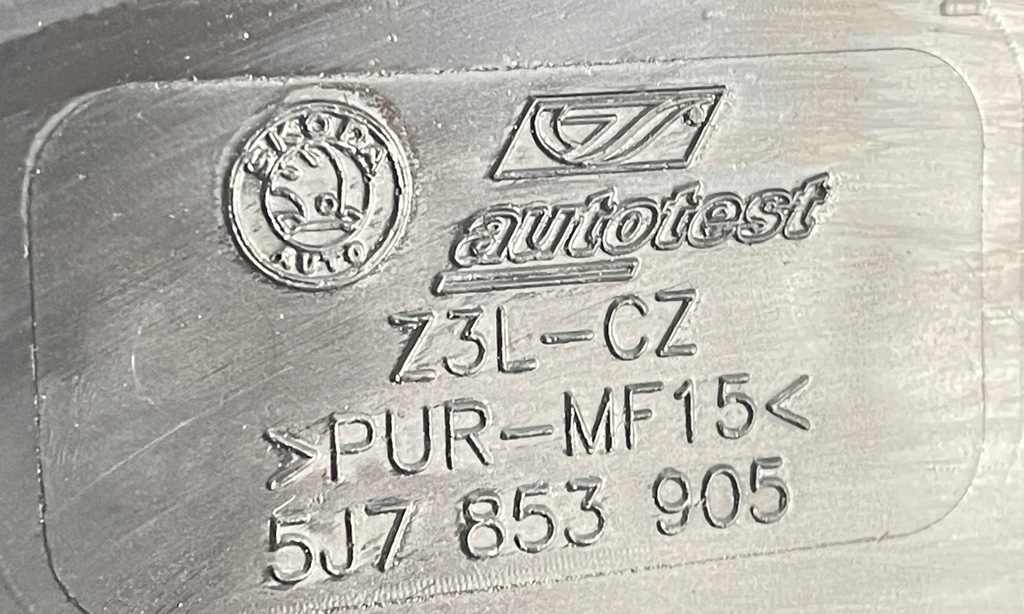 ŠKODA
AUTO
autotest
Z3L-CZ
>PUR-MF15<
5J7 853 905